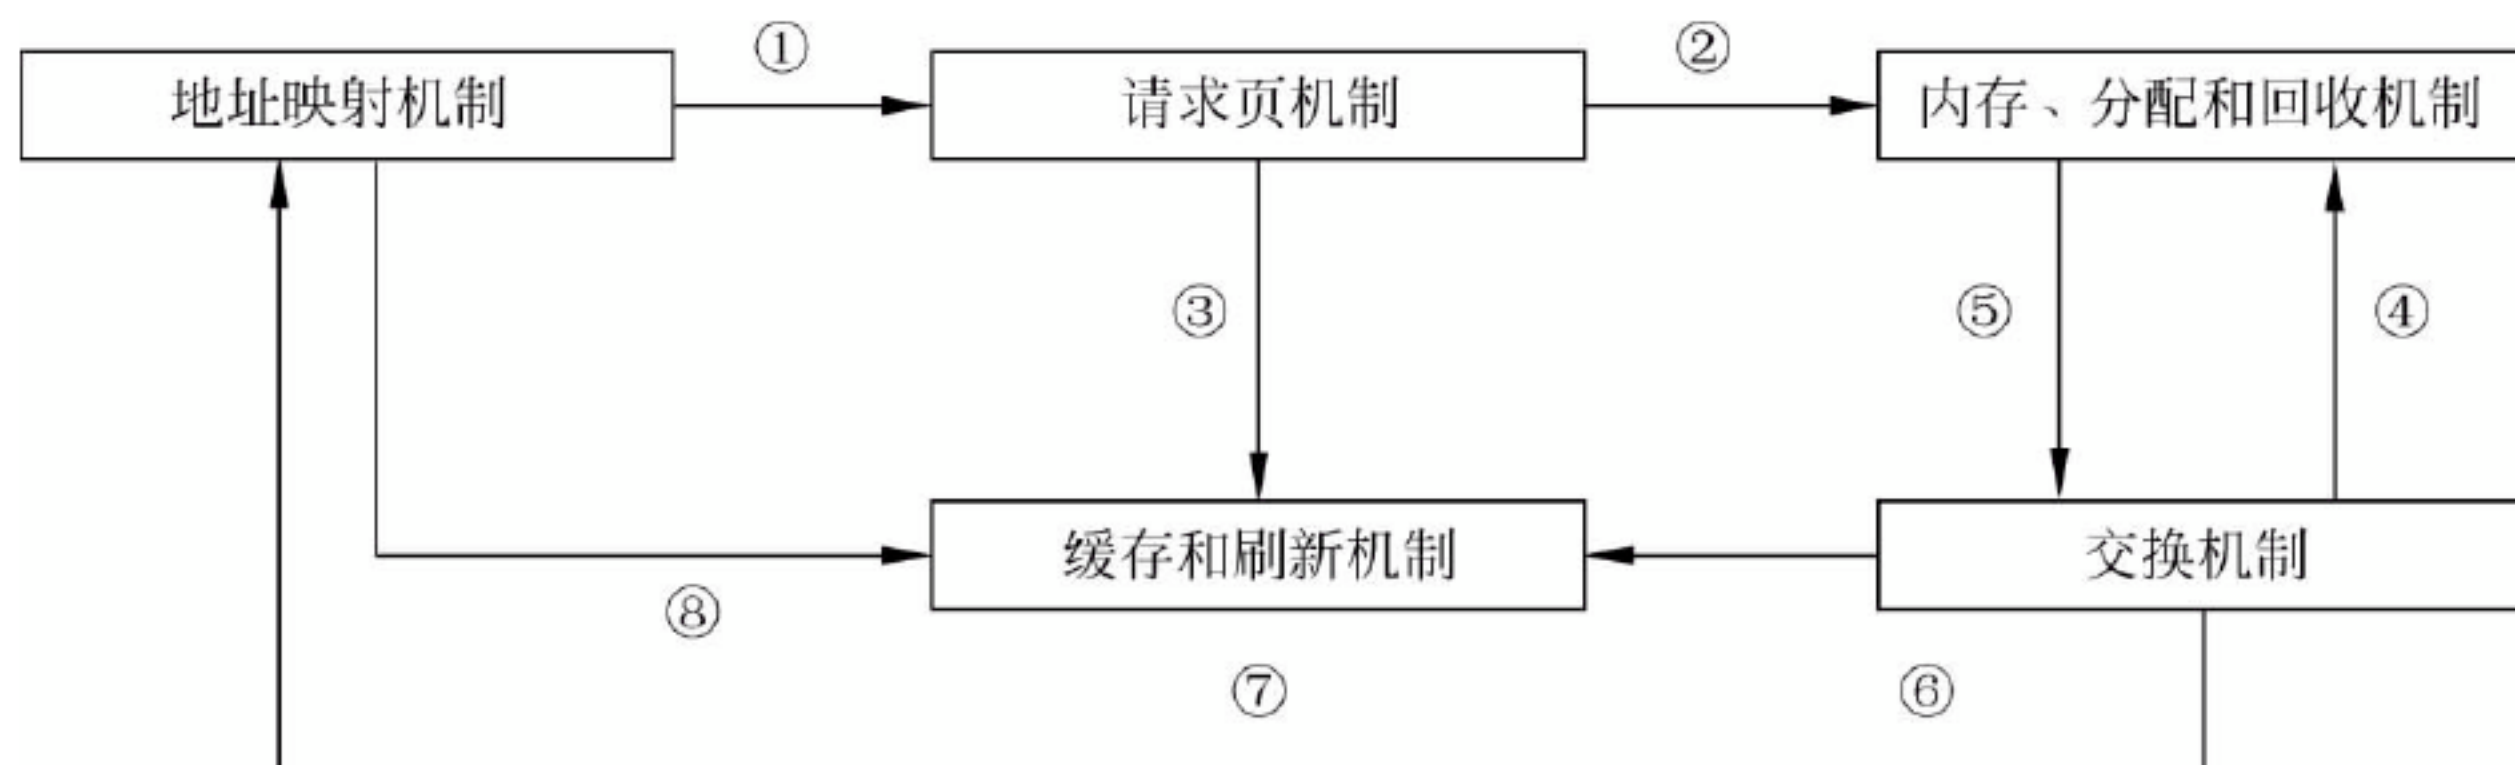 ① ②
地址映射机制 请求页机制 内存、分配和回收机制
③ ⑤ ④
缓存和刷新机制 交换机制
⑧
⑦ ⑥